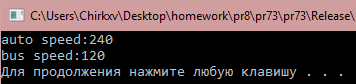 C:\Users\Chirkxv\Desktop\homework\pr8\pr73\pr73\Release\
auto speed:240
bus speed:120
Для продолжения нажмите любую клавишу . . .